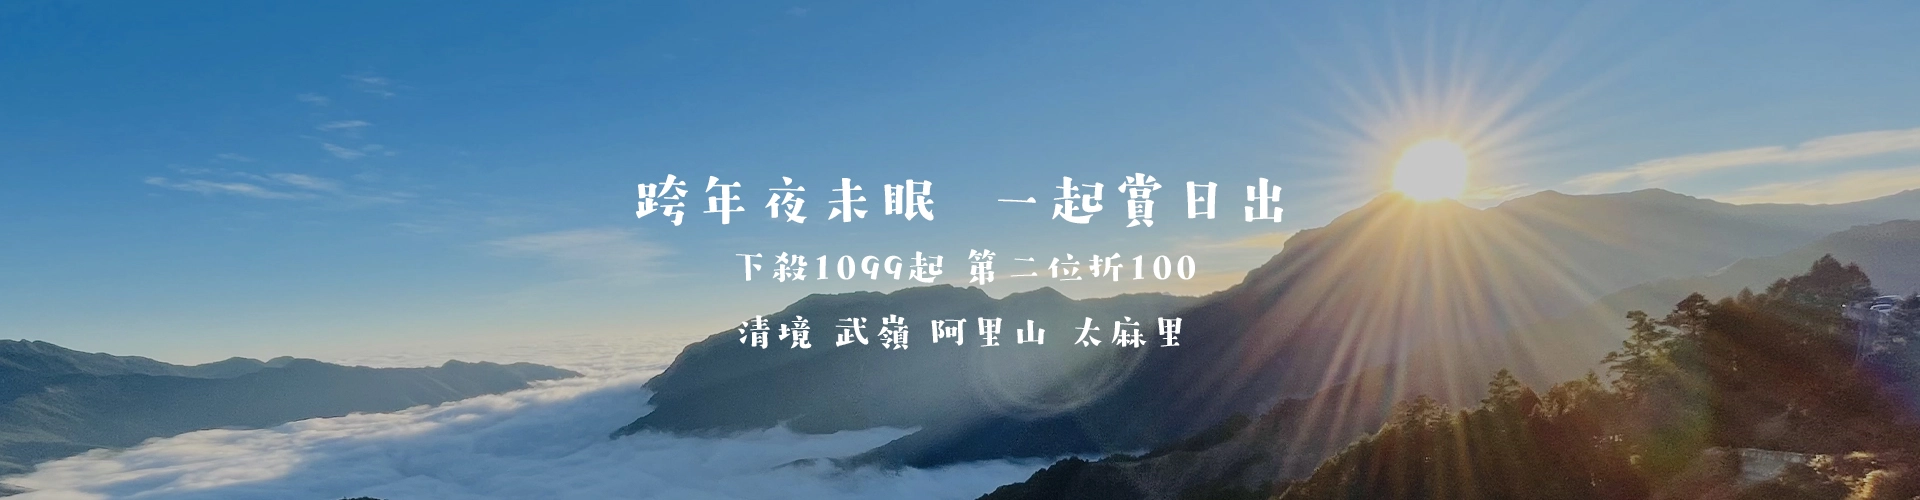 跨年夜未眠 一起賞日出
下殺1099起 第二位折100
清境 武嶺 阿里山 太麻里